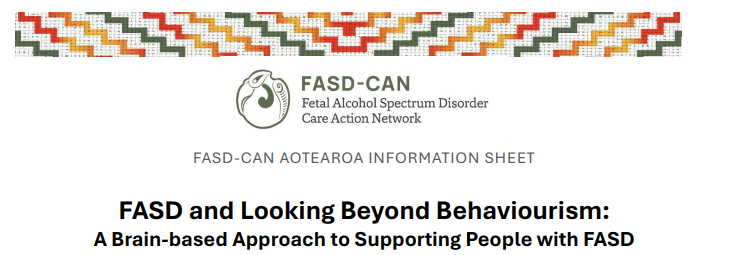 FASD-CAN
Fetal Alcohol Spectrum Disorder
Care Action Network
FASD-CAN AOTEAROA INFORMATION SHEET
FASD and Looking Beyond Behaviourism:
A Brain-based Approach to Supporting People with FASD